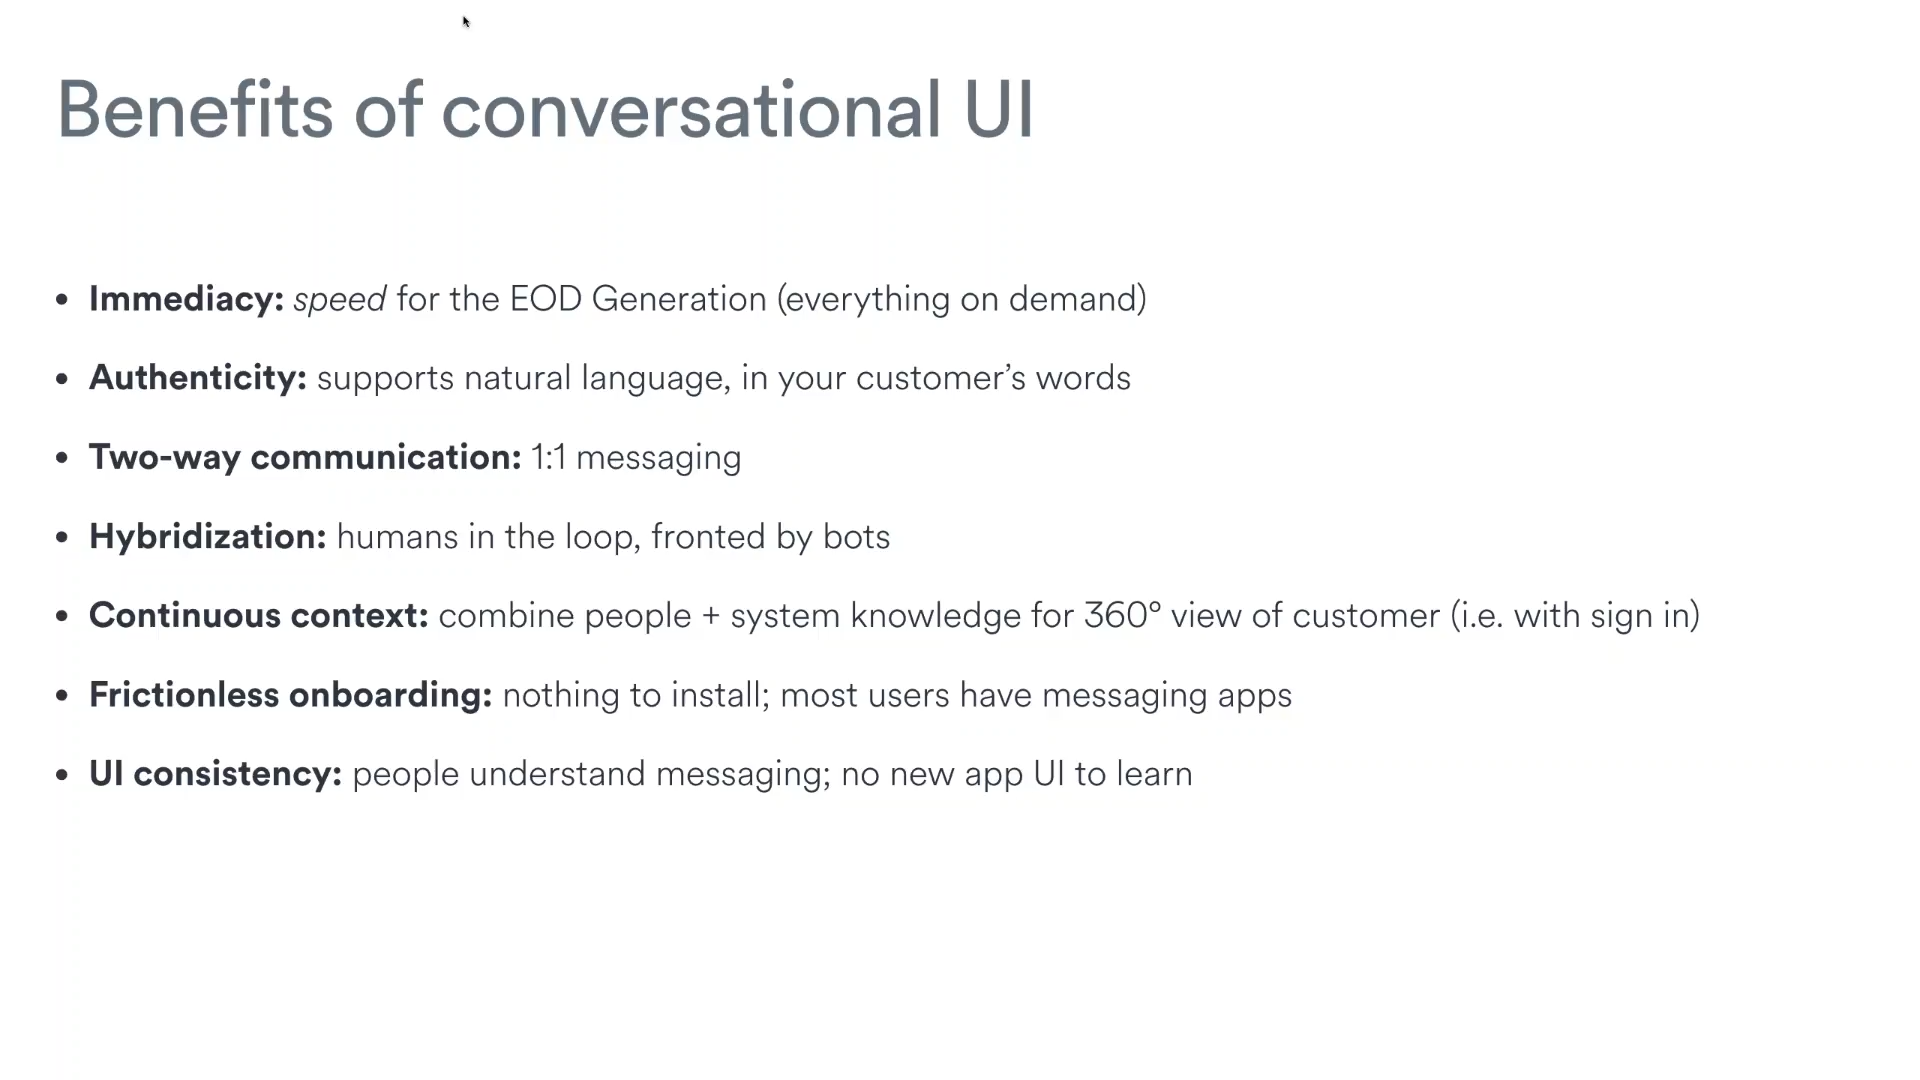 Benefits of conversational UI
• Immediacy: speed for the EOD Generation (everything on demand)
• Authenticity: supports natural language, in your customer’s words
• Two-way communication: 1:1 messaging
• Hybridization: humans in the loop, fronted by bots
• Continuous context: combine people + system knowledge for 360° view of customer (i.e. with sign in)
• Frictionless onboarding: nothing to install; most users have messaging apps
• UI consistency: people understand messaging; no new app UI to learn